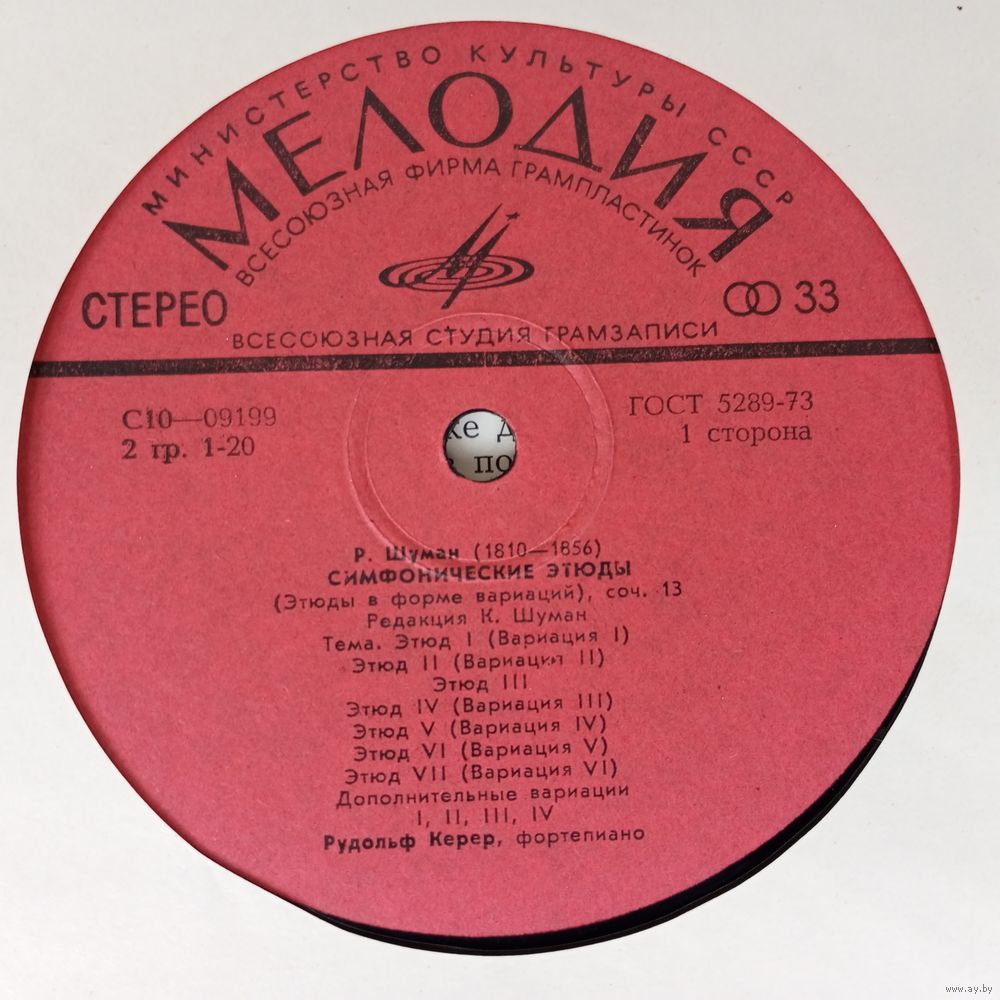 МИНИСТЕРСТВО КУЛЬТУРЫ СССР
МЕЛОДИЯ
ВСЕСОЮЗНАЯ ФИРМА ГРАМПЛАСТИНОК
СТЕРЕО
33
ВСЕСОЮЗНАЯ СТУДИЯ ГРАМЗАПИСИ
С10—09199
2 гр. 1-20
ГОСТ 5289-73
1 сторона
Р. Шуман (1810—1856)
СИМФОНИЧЕСКИЕ ЭТЮДЫ
(Этюды в форме вариаций), соч. 13
Редакция К. Шуман
Тема. Этюд I (Вариация I)
Этюд II (Вариация II)
Этюд III
Этюд IV (Вариация III)
Этюд V (Вариация IV)
Этюд VI (Вариация V)
Этюд VII (Вариация VI)
Дополнительные вариации
I, II, III, IV
Рудольф Керер, фортепиано
www.ay.by